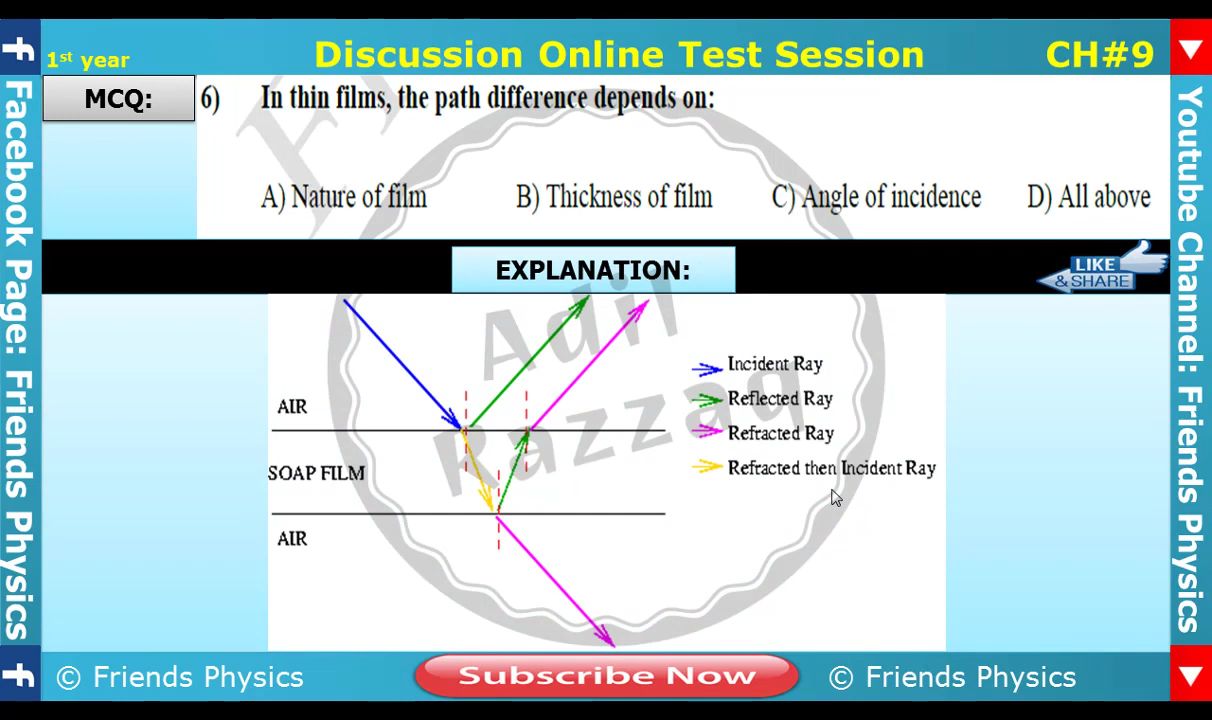 1st year
Discussion Online Test Session
CH#9
MCQ:
6) In thin films, the path difference depends on:
A) Nature of film B) Thickness of film C) Angle of incidence D) All above
EXPLANATION:
LIKE
& SHARE
Adil
Razzaq
AIR
SOAP FILM
AIR
Incident Ray
Reflected Ray
Refracted Ray
Refracted then Incident Ray
Facebook Page: Friends Physics
Youtube Channel: Friends Physics
© Friends Physics
Subscribe Now
© Friends Physics